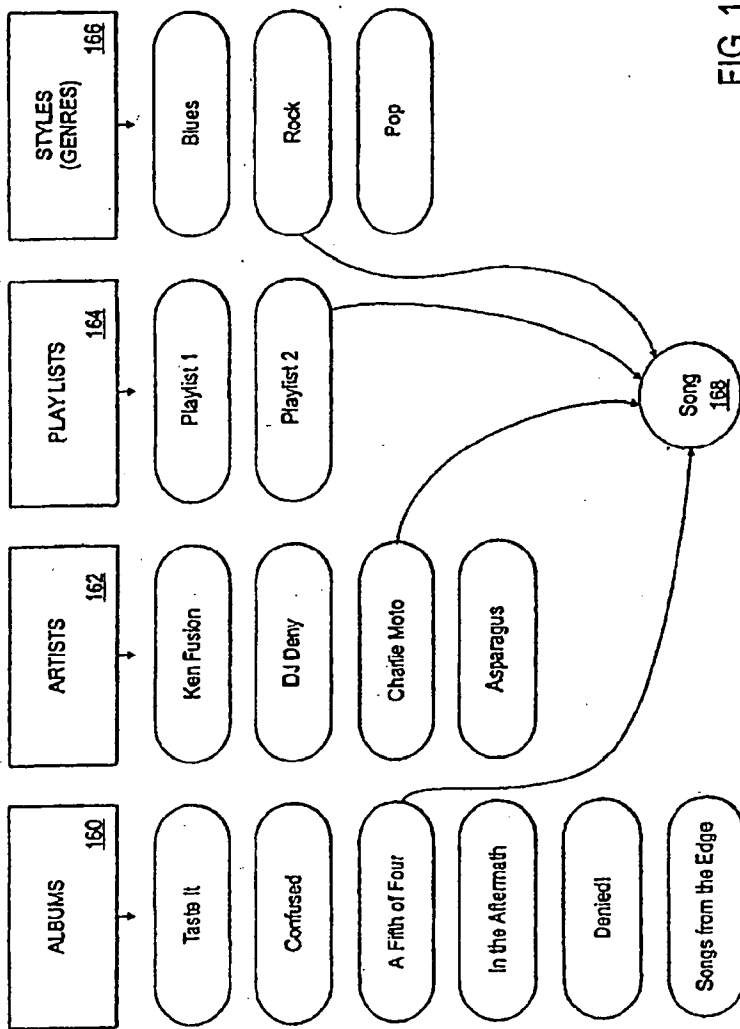 ALBUMS
160
Taste It
Confused
A Fifth of Four
In the Aftermath
Denied!
Songs from the Edge
ARTISTS
162
Ken Fusion
DJ Deny
Charlie Moto
Asparagus
PLAYLISTS
164
Playlist 1
Playlist 2
STYLES
(GENRES)
166
Blues
Rock
Pop
Song
168
FIG. 1